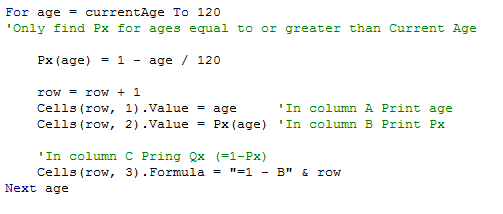 For age = currentAge To 120
'Only find Px for ages equal to or greater than Current Age
Px(age) = 1 - age / 120
row = row + 1
Cells(row, 1).Value = age 'In column A Print age
Cells(row, 2).Value = Px(age) 'In column B Print Px
'In column C Pring Qx (=1-Px)
Cells(row, 3).Formula = "=1 - B" & row
Next age